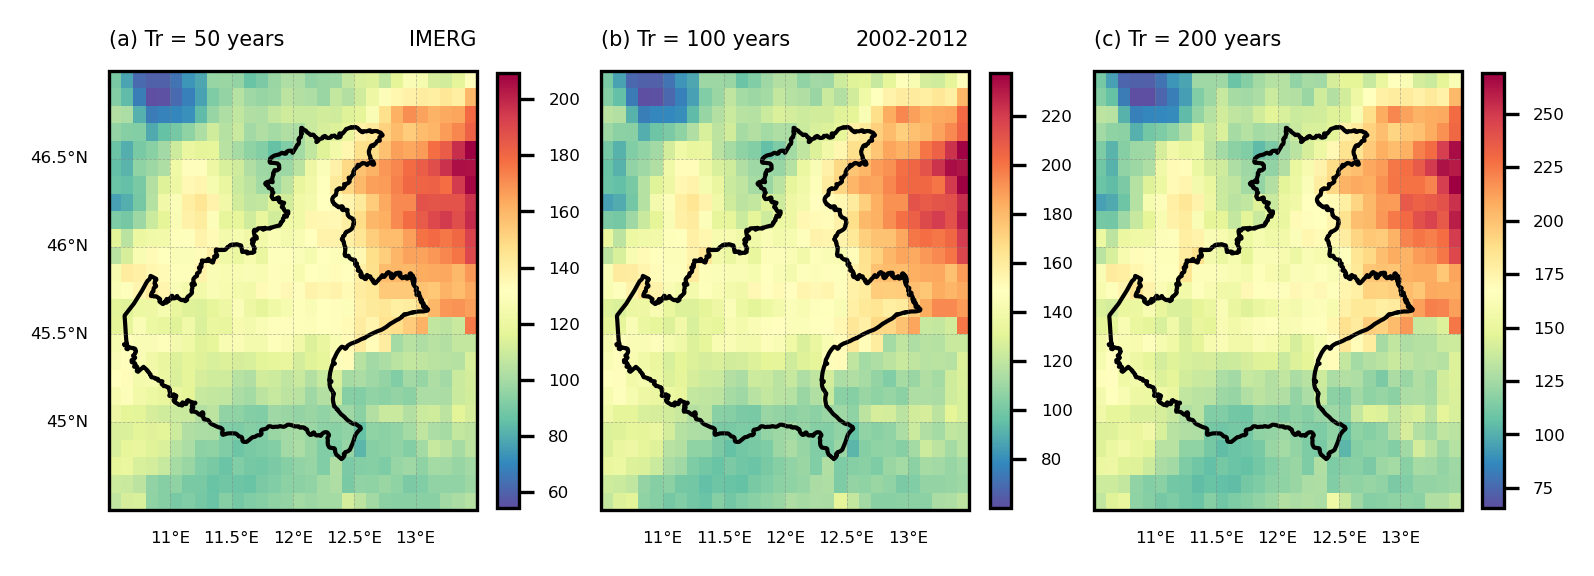 (a) Tr = 50 years IMERG
(b) Tr = 100 years 2002-2012
(c) Tr = 200 years
46.5°N
46°N
45.5°N
45°N
11°E 11.5°E 12°E 12.5°E 13°E
200
180
160
140
120
100
80
60
11°E 11.5°E 12°E 12.5°E 13°E
220
200
180
160
140
120
100
80
11°E 11.5°E 12°E 12.5°E 13°E
250
225
200
175
150
125
100
75